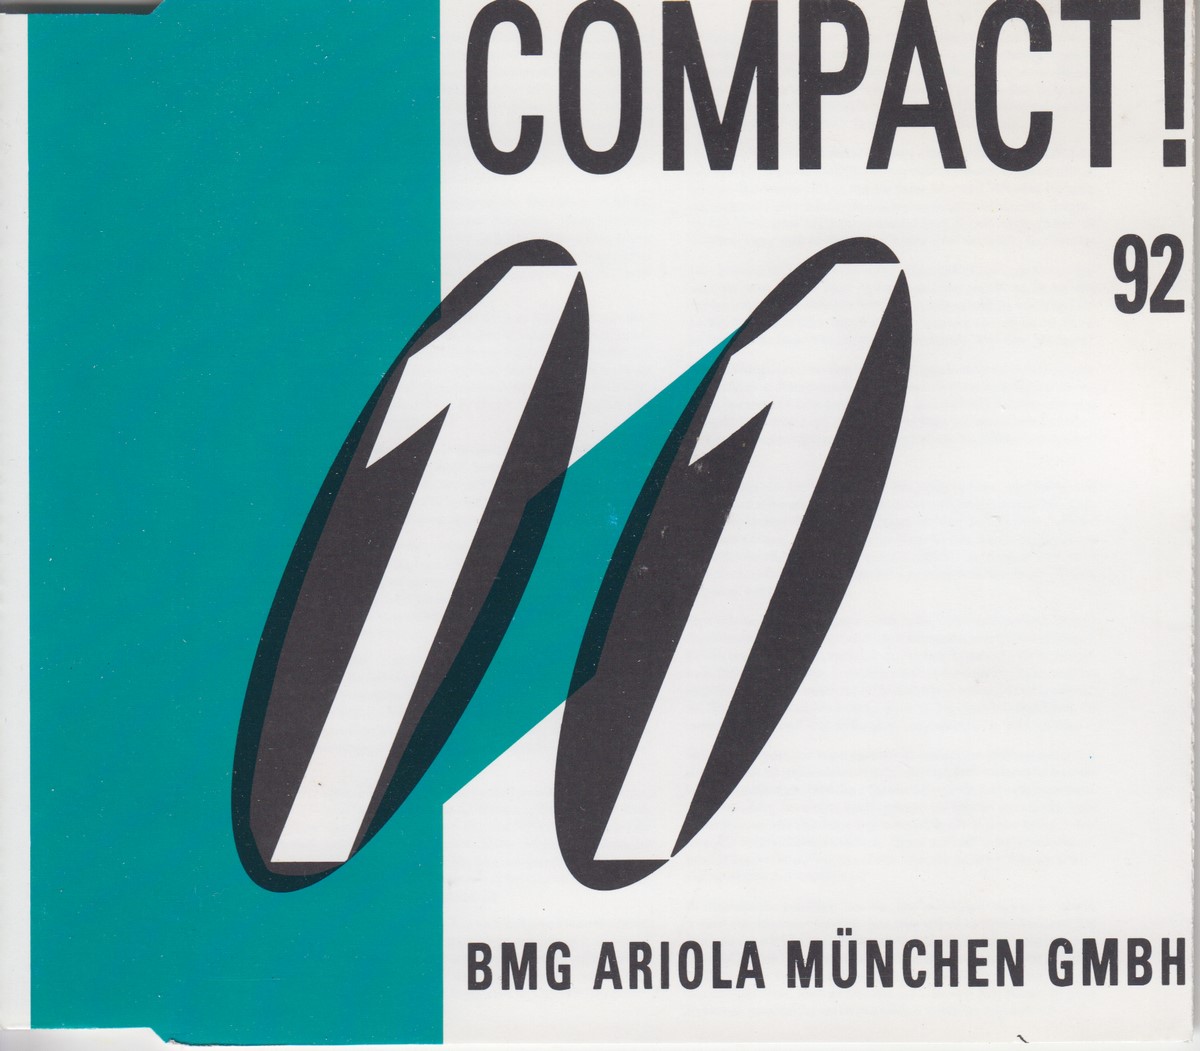 COMPACT!
92
11
BMG ARIOLA MÜNCHEN GMBH